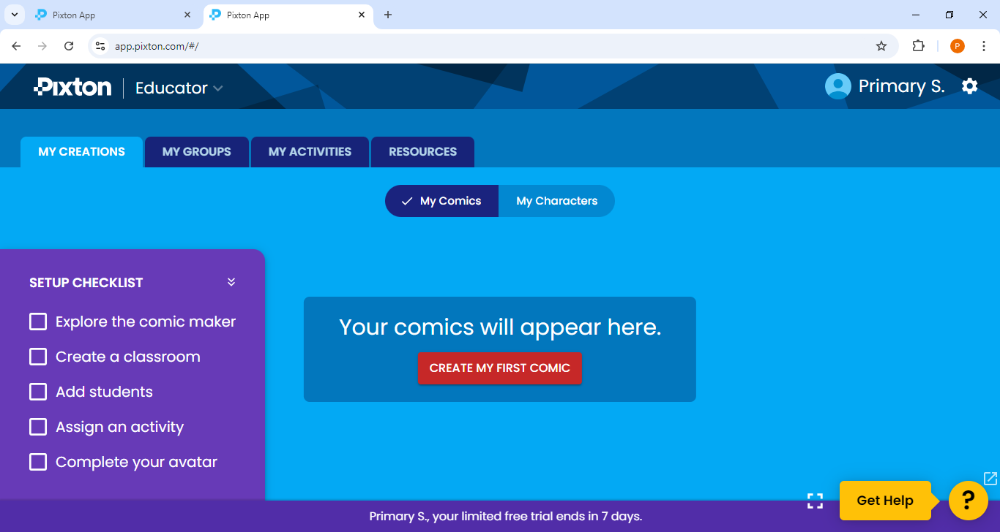 Pixton App
Pixton App
app.pixton.com/#/
P
Pixton
Educator
Primary S.
MY CREATIONS
MY GROUPS
MY ACTIVITIES
RESOURCES
My Comics
My Characters
SETUP CHECKLIST
Explore the comic maker
Create a classroom
Add students
Assign an activity
Complete your avatar
Your comics will appear here.
CREATE MY FIRST COMIC
Get Help
?
Primary S., your limited free trial ends in 7 days.